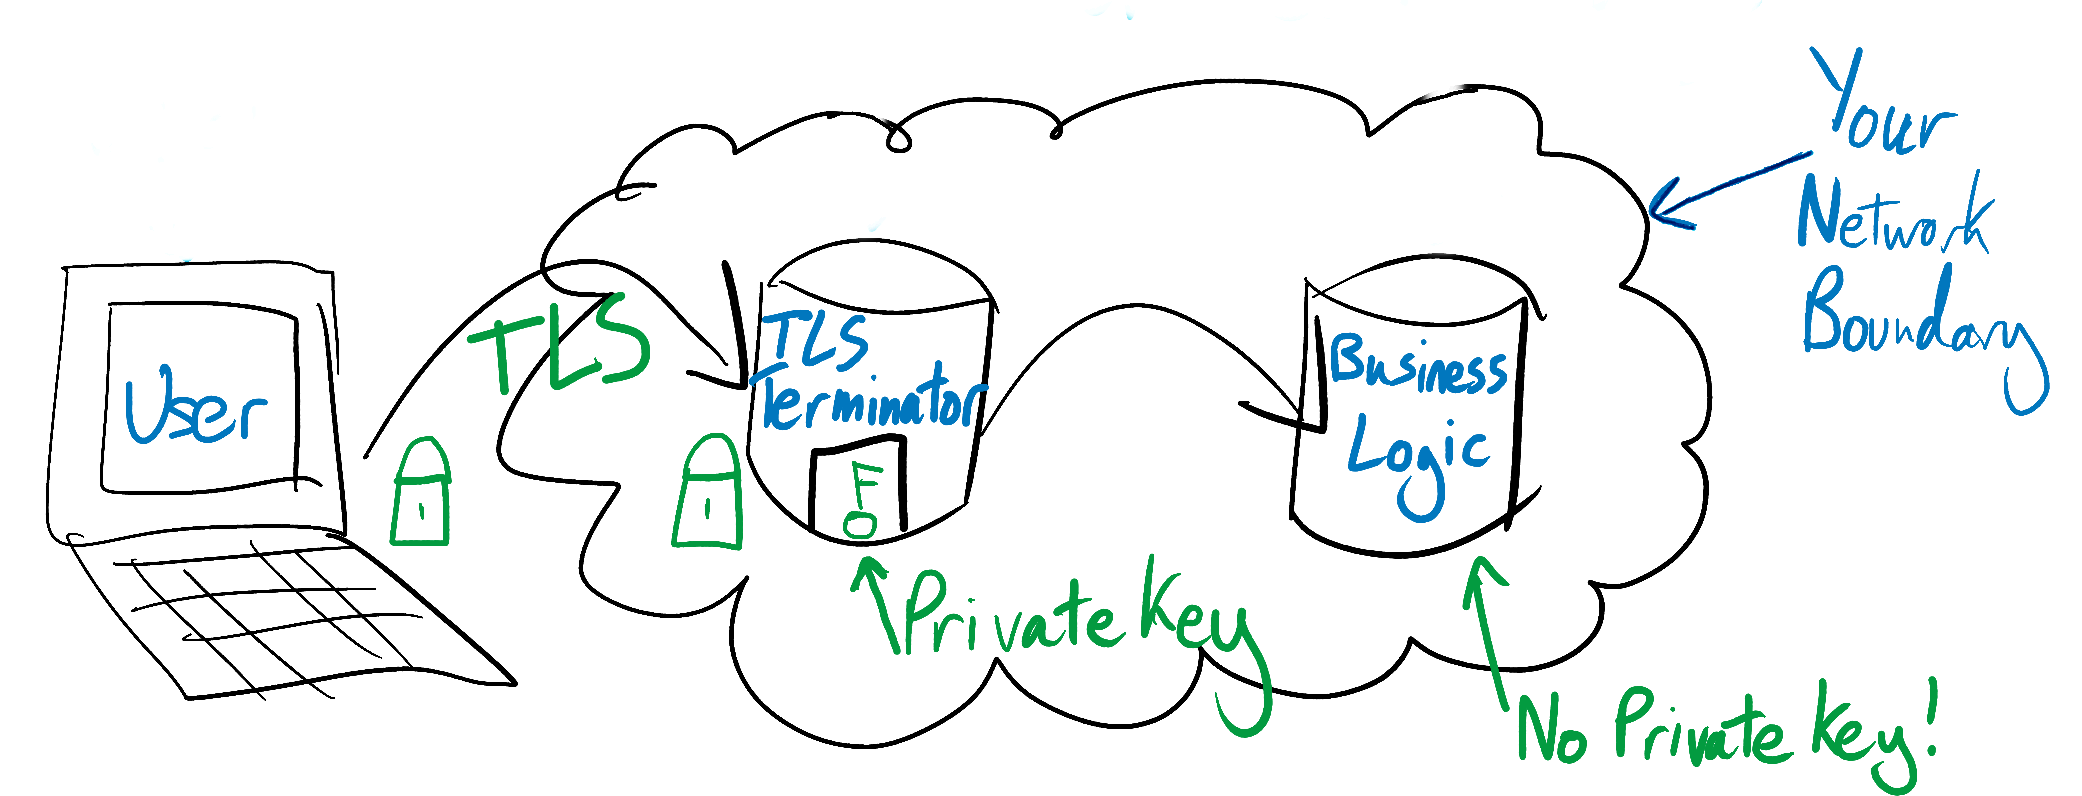 User
TLS
TLS
Terminator
Private Key
Business
Logic
No Private Key!
Your
Network
Boundary